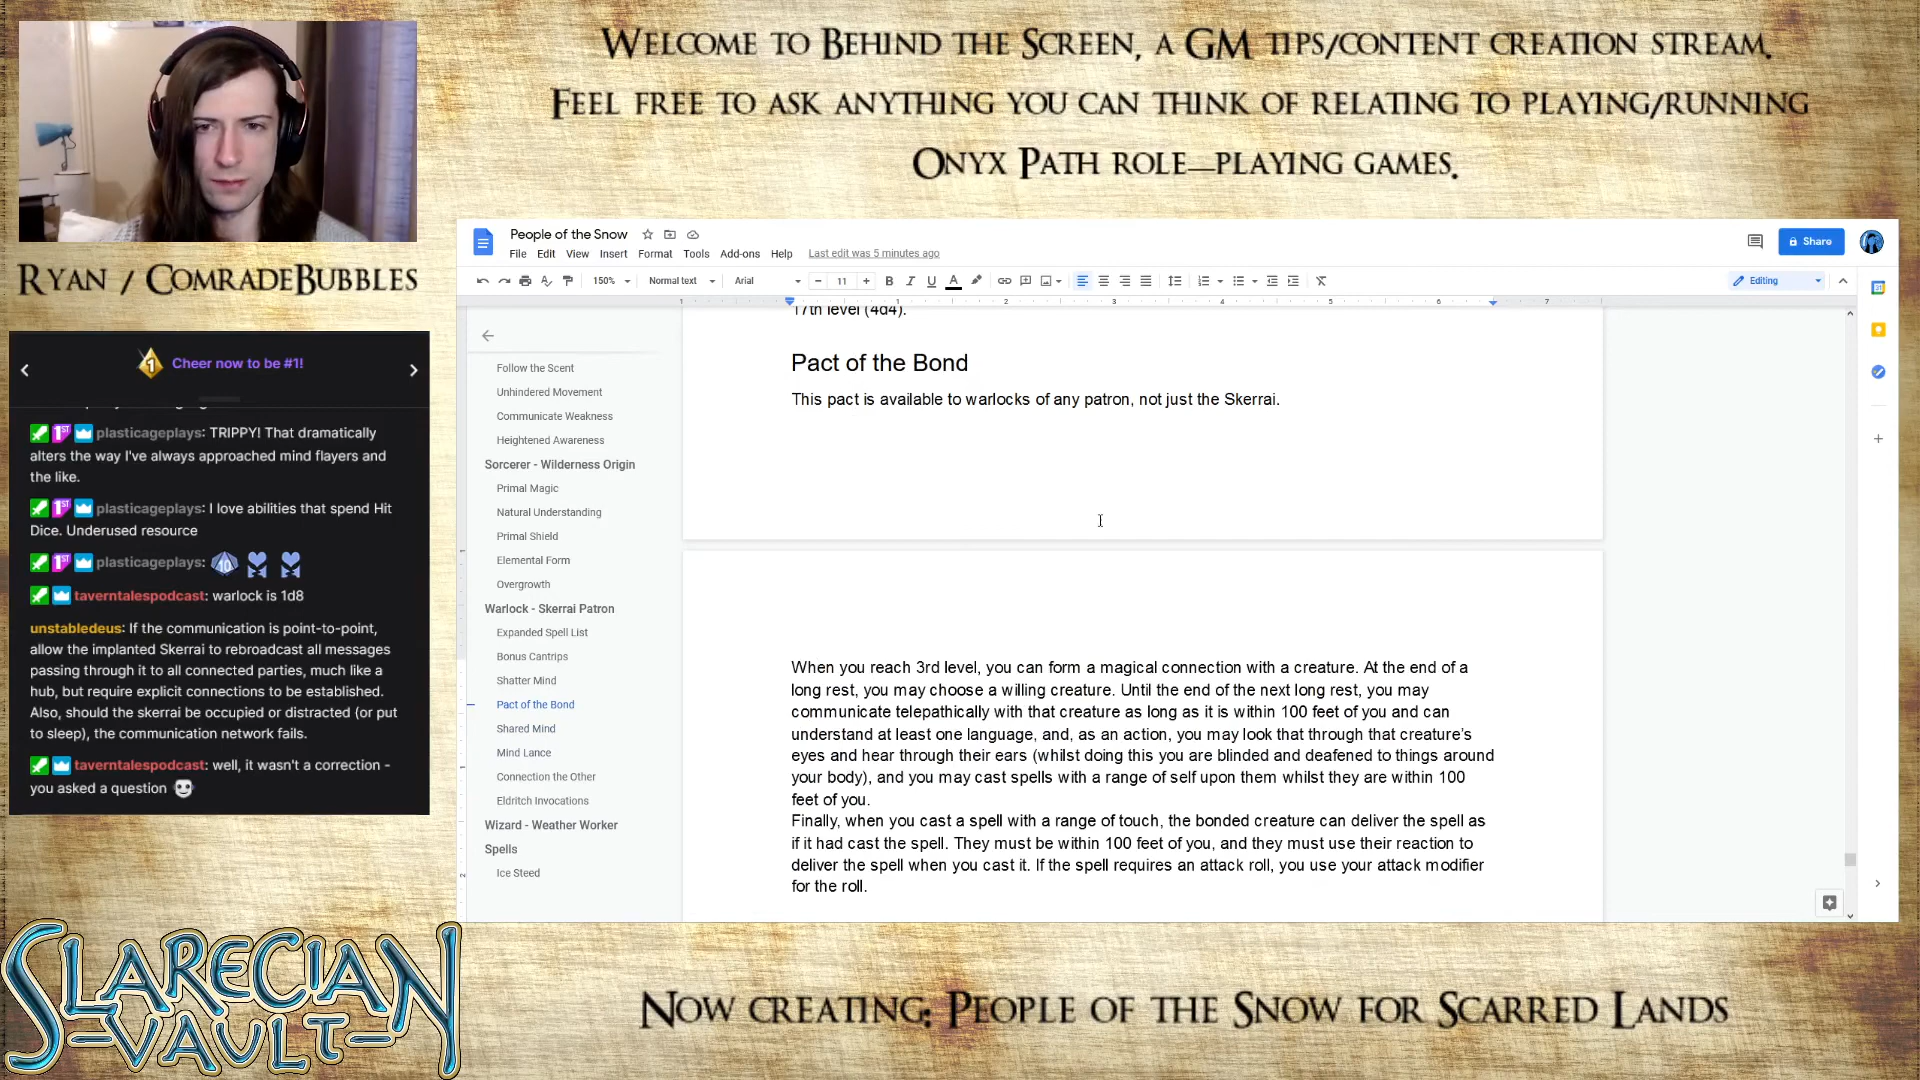 WELCOME TO BEHIND THE SCREEN, A GM TIPS/CONTENT CREATION STREAM.
FEEL FREE TO ASK ANYTHING YOU CAN THINK OF RELATING TO PLAYING/RUNNING
ONYX PATH ROLE—PLAYING GAMES.
RYAN / COMRADEBUBBLES
1
Cheer now to be #1!
1ST plasticageplays: TRIPPY! That dramatically
alters the way I've always approached mind flayers and
the like.
1ST plasticageplays: I love abilities that spend Hit
Dice. Underused resource
1ST plasticageplays: 10
taverntalespodcast: warlock is 1d8
unstabledeus: If the communication is point-to-point,
allow the implanted Skerrai to rebroadcast all messages
passing through it to all connected parties, much like a
hub, but require explicit connections to be established.
Also, should the skerrai be occupied or distracted (or put
to sleep), the communication network fails.
taverntalespodcast: well, it wasn't a correction -
you asked a question
People of the Snow
File Edit View Insert Format Tools Add-ons Help Last edit was 5 minutes ago
Share
150% Normal text Arial 11 B I U A Editing
1 1 2 3 4 5 6 7
Follow the Scent
Unhindered Movement
Communicate Weakness
Heightened Awareness
Sorcerer - Wilderness Origin
Primal Magic
Natural Understanding
Primal Shield
Elemental Form
Overgrowth
Warlock - Skerrai Patron
Expanded Spell List
Bonus Cantrips
Shatter Mind
Pact of the Bond
Shared Mind
Mind Lance
Connection the Other
Eldritch Invocations
Wizard - Weather Worker
Spells
Ice Steed
17th level (4d4).
Pact of the Bond
This pact is available to warlocks of any patron, not just the Skerrai.
When you reach 3rd level, you can form a magical connection with a creature. At the end of a
long rest, you may choose a willing creature. Until the end of the next long rest, you may
communicate telepathically with that creature as long as it is within 100 feet of you and can
understand at least one language, and, as an action, you may look that through that creature's
eyes and hear through their ears (whilst doing this you are blinded and deafened to things around
your body), and you may cast spells with a range of self upon them whilst they are within 100
feet of you.
Finally, when you cast a spell with a range of touch, the bonded creature can deliver the spell as
if it had cast the spell. They must be within 100 feet of you, and they must use their reaction to
deliver the spell when you cast it. If the spell requires an attack roll, you use your attack modifier
for the roll.
SLARECIAN
VAULT
NOW CREATING: PEOPLE OF THE SNOW FOR SCARRED LANDS